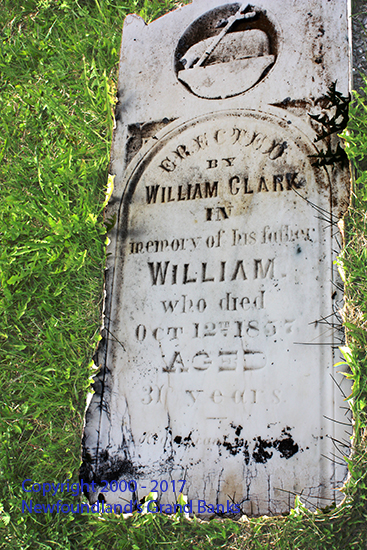 ERECTED
BY
WILLIAM CLARK
IN
memory of his father
WILLIAM.
who died
OCT 12TH 1857
AGED
years
Copyright 2000 - 2017
Newfoundland's Grand Banks